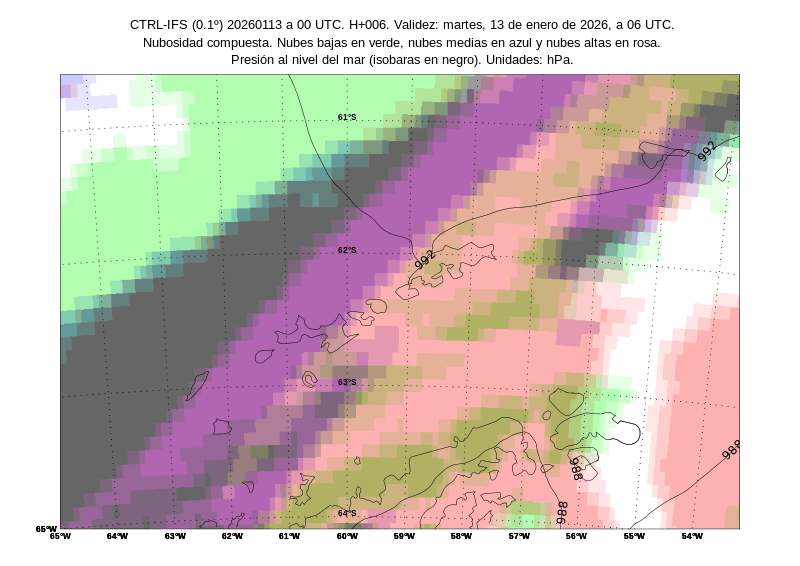 CTRL-IFS (0.1º) 20260113 a 00 UTC. H+006. Validez: martes, 13 de enero de 2026, a 06 UTC.
Nubosidad compuesta. Nubes bajas en verde, nubes medias en azul y nubes altas en rosa.
Presión al nivel del mar (isobaras en negro). Unidades: hPa.
61°S
992
62°S
992
63°S
988
988
64°S
988
65°W
65°W 64°W 63°W 62°W 61°W 60°W 59°W 58°W 57°W 56°W 55°W 54°W